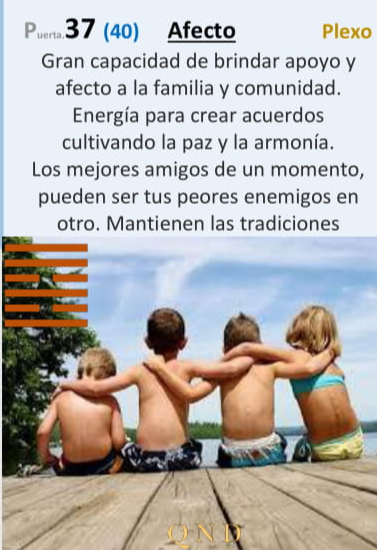 Puerta.37 (40) Afecto Plexo
Gran capacidad de brindar apoyo y
afecto a la familia y comunidad.
Energía para crear acuerdos
cultivando la paz y la armonía.
Los mejores amigos de un momento,
pueden ser tus peores enemigos en
otro. Mantienen las tradiciones
QND